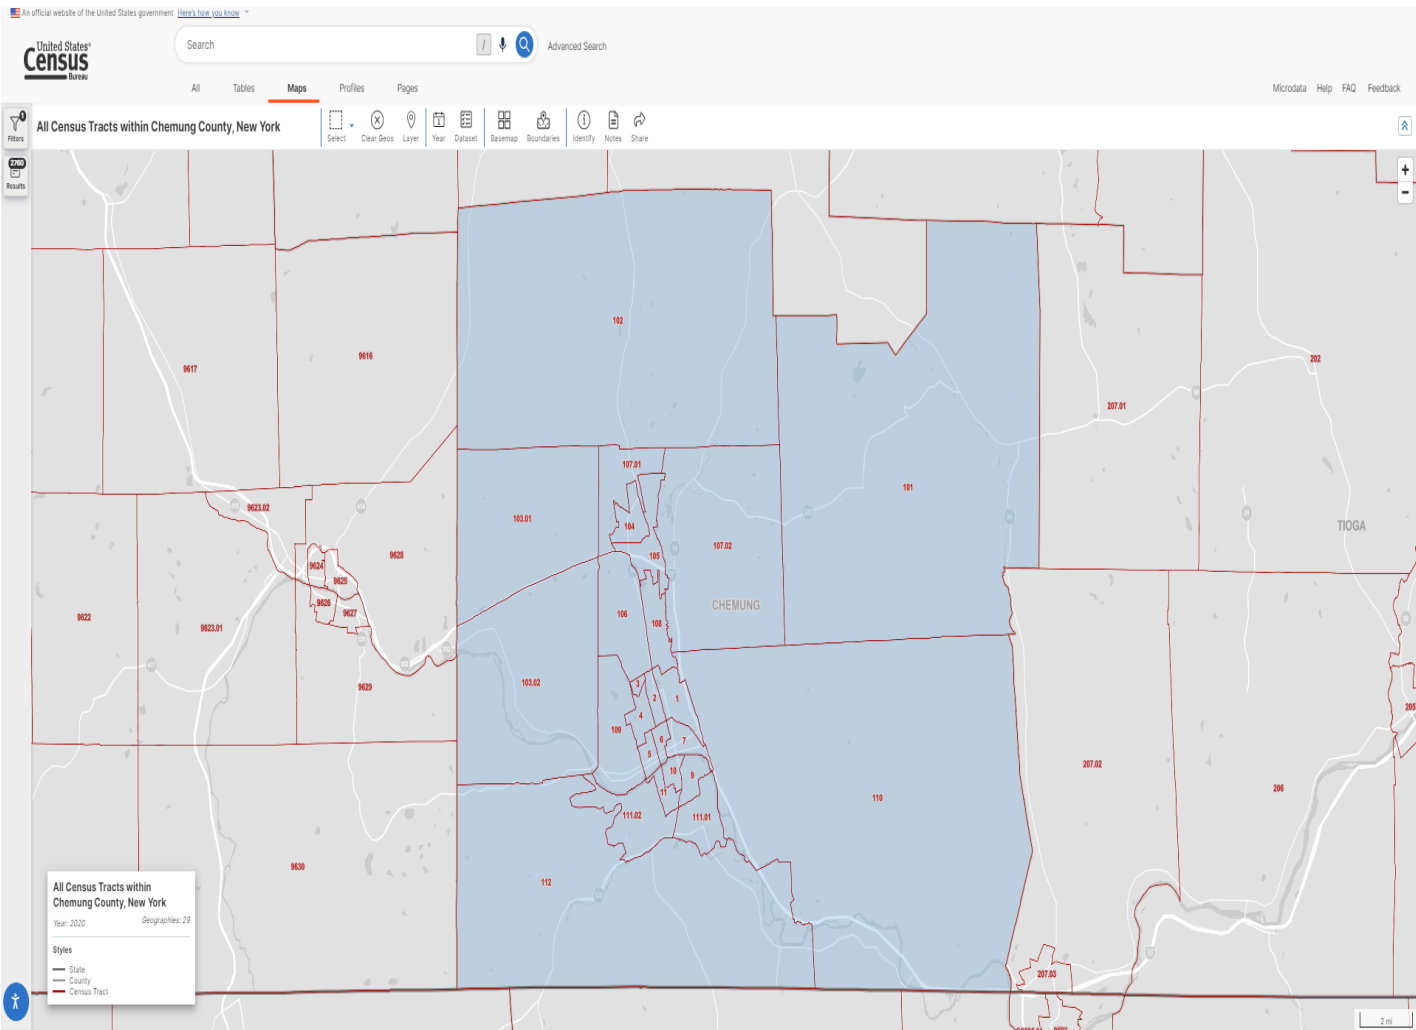 An official website of the United States government Here's how you know
United States®
Census
Bureau
Search
/
Advanced Search
All Tables Maps Profiles Pages
Microdata Help FAQ Feedback
Filters
All Census Tracts within Chemung County, New York
Select Clear Geos Layer Year Dataset Basemap Boundaries Identify Notes Share
2760
Results
+
−
102
9617
9616
202
207.01
107.01
101
9623.02
103.01
104
TIOGA
107.02
9628
105
9624
9625
9626
9627
CHEMUNG
9622
9623.01
106
108
103.02
9629
3
2
1
205
4
109
6
7
5
207.02
10
9
206
11
110
111.02
111.01
9630
112
207.03
All Census Tracts within
Chemung County, New York
Year: 2020 Geographies: 29
Styles
State
County
Census Tract
2 mi